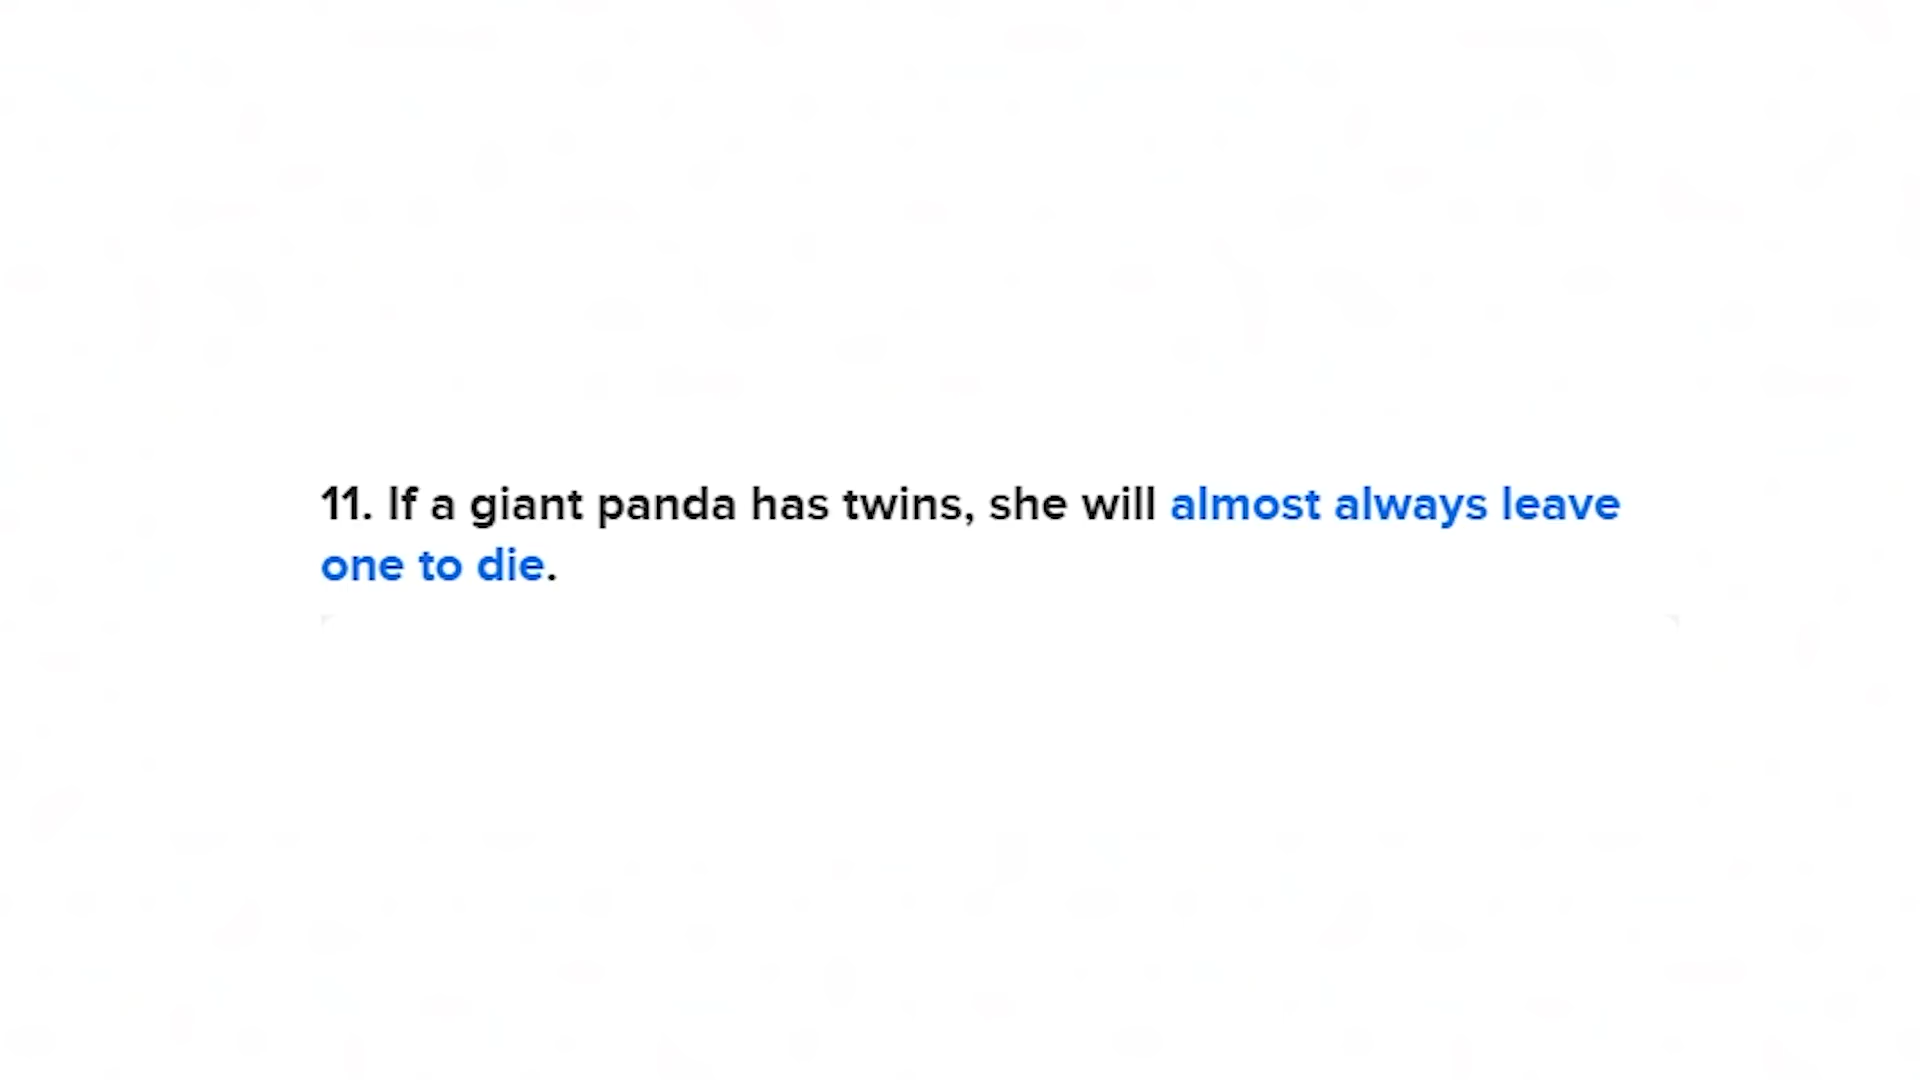 11. If a giant panda has twins, she will almost always leave
one to die.